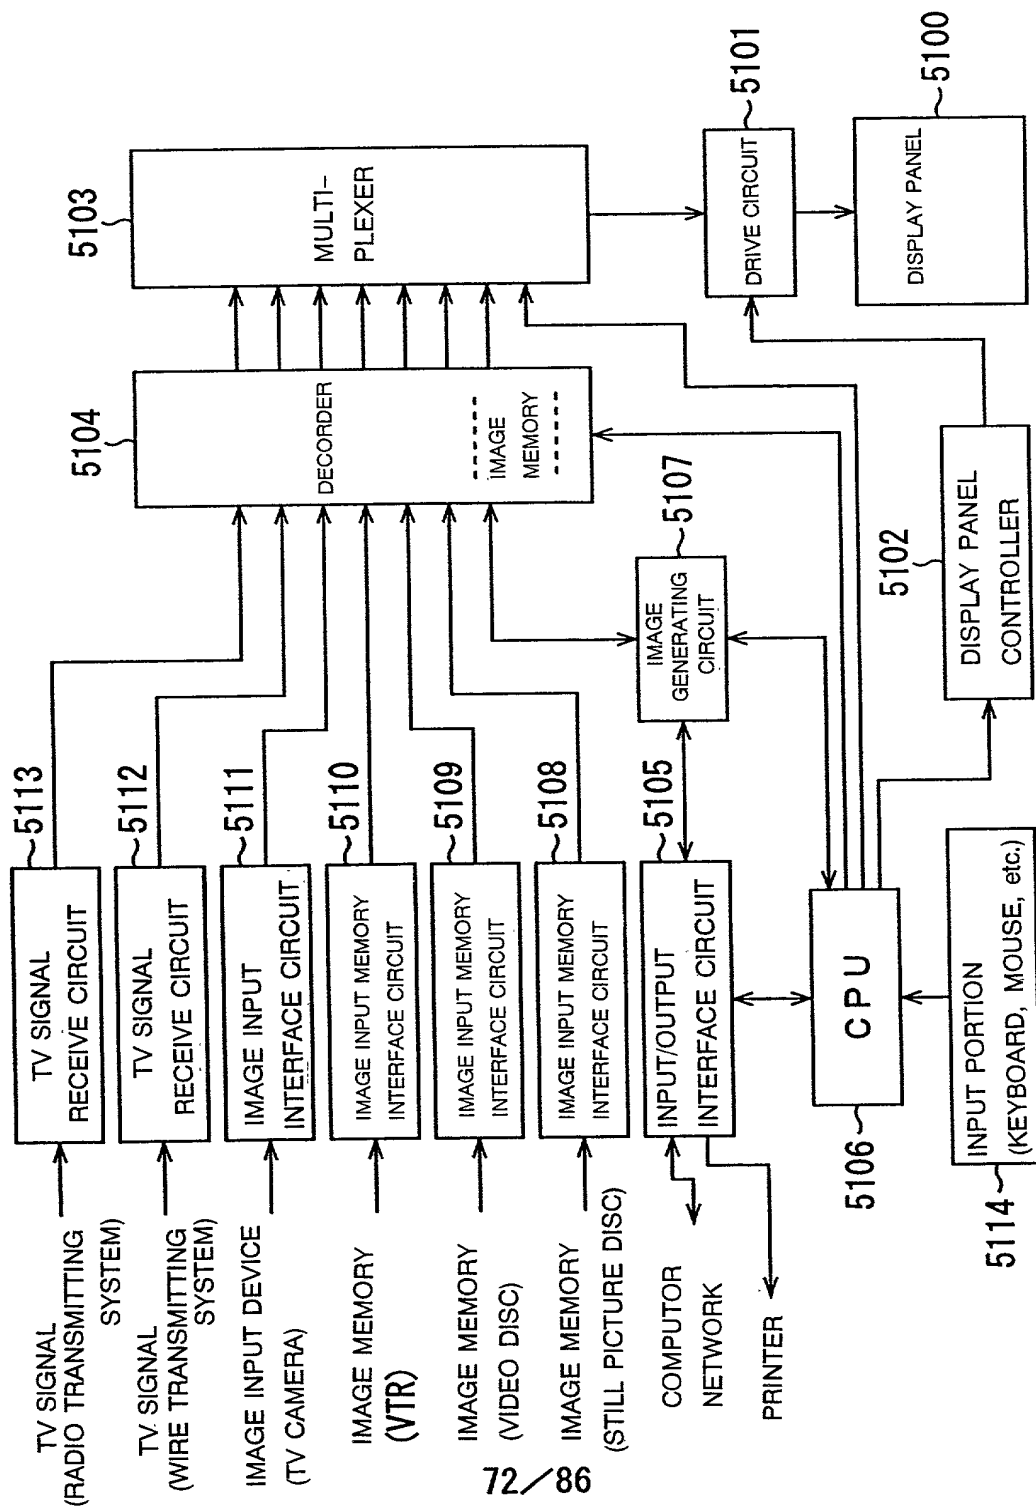 TV SIGNAL
(RADIO TRANSMITTING
SYSTEM)
TV SIGNAL
RECEIVE CIRCUIT
5113
TV SIGNAL
(WIRE TRANSMITTING
SYSTEM)
TV SIGNAL
RECEIVE CIRCUIT
5112
IMAGE INPUT DEVICE
(TV CAMERA)
IMAGE INPUT
INTERFACE CIRCUIT
5111
IMAGE MEMORY
(VTR)
IMAGE INPUT MEMORY
INTERFACE CIRCUIT
5110
IMAGE MEMORY
(VIDEO DISC)
IMAGE INPUT MEMORY
INTERFACE CIRCUIT
5109
IMAGE MEMORY
(STILL PICTURE DISC)
IMAGE INPUT MEMORY
INTERFACE CIRCUIT
5108
COMPUTOR
NETWORK
PRINTER
INPUT/OUTPUT
INTERFACE CIRCUIT
5105
IMAGE
GENERATING
CIRCUIT
5107
5104
DECORDER
IMAGE
MEMORY
5103
MULTI-
PLEXER
DRIVE CIRCUIT
5101
DISPLAY PANEL
5100
CPU
5106
5102
DISPLAY PANEL
CONTROLLER
INPUT PORTION
(KEYBOARD, MOUSE, etc.)
5114
72/86